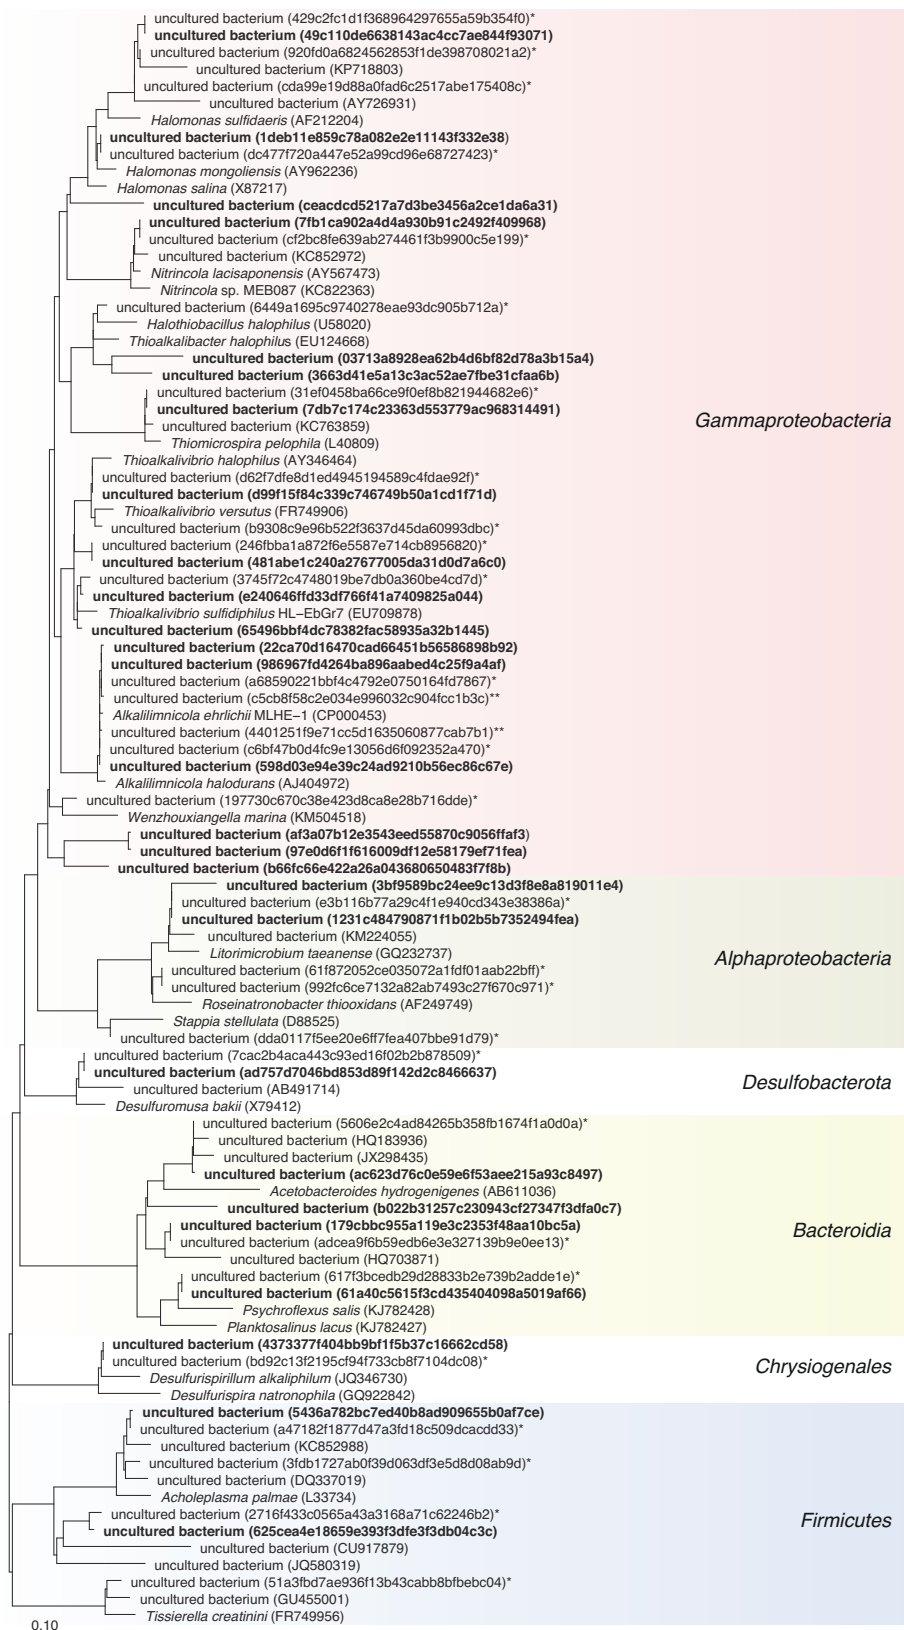 uncultured bacterium (429c2fc1d1f368964297655a59b354f0)*
uncultured bacterium (49c110de6638143ac4cc7ae844f93071)
uncultured bacterium (920fd0a6824562853f1de398708021a2)*
uncultured bacterium (KP718803)
uncultured bacterium (cda99e19d88a0fad6c2517abe175408c)*
uncultured bacterium (AY726931)
Halomonas sulfidaeris (AF212204)
uncultured bacterium (1deb11e859c78a082e2e11143f332e38)
uncultured bacterium (dc477f720a447e52a99cd96e68727423)*
Halomonas mongoliensis (AY962236)
Halomonas salina (X87217)
uncultured bacterium (ceacdcd5217a7d3be3456a2ce1da6a31)
uncultured bacterium (7fb1ca902a4d4a930b91c2492f409968)
uncultured bacterium (cf2bc8fe639ab274461f3b9900c5e199)*
uncultured bacterium (KC852972)
Nitrincola lacisaponensis (AY567473)
Nitrincola sp. MEB087 (KC822363)
uncultured bacterium (6449a1695c9740278eae93dc905b712a)*
Halothiobacillus halophilus (U58020)
Thioalkalibacter halophilus (EU124668)
uncultured bacterium (03713a8928ea62b4d6bf82d78a3b15a4)
uncultured bacterium (3663d41e5a13c3ac52ae7fbe31cfaa6b)
uncultured bacterium (31ef0458ba66ce9f0ef8b821944682e6)*
uncultured bacterium (7db7c174c23363d553779ac968314491)
Gammaproteobacteria
uncultured bacterium (KC763859)
Thiomicrospira pelophila (L40809)
Thioalkalivibrio halophilus (AY346464)
uncultured bacterium (d62f7dfe8d1ed4945194589c4fdae92f)*
uncultured bacterium (d99f15f84c339c746749b50a1cd1f71d)
Thioalkalivibrio versutus (FR749906)
uncultured bacterium (b9308c9e96b522f3637d45da60993dbc)*
uncultured bacterium (246fbba1a872f6e5587e714cb8956820)*
uncultured bacterium (481abe1c240a27677005da31d0d7a6c0)
uncultured bacterium (3745f72c4748019be7db0a360be4cd7d)*
uncultured bacterium (e240646ffd33df766f41a7409825a044)
Thioalkalivibrio sulfidiphilus HL−EbGr7 (EU709878)
uncultured bacterium (65496bbf4dc78382fac58935a32b1445)
uncultured bacterium (22ca70d16470cad66451b56586898b92)
uncultured bacterium (986967fd4264ba896aabed4c25f9a4af)
uncultured bacterium (a68590221bbf4c4792e0750164fd7867)*
uncultured bacterium (c5cb8f58c2e034e996032c904fcc1b3c)**
Alkalilimnicola ehrlichii MLHE−1 (CP000453)
uncultured bacterium (4401251f9e71cc5d1635060877cab7b1)**
uncultured bacterium (c6bf47b0d4fc9e13056d6f092352a470)*
uncultured bacterium (598d03e94e39c24ad9210b56ec86c67e)
Alkalilimnicola halodurans (AJ404972)
uncultured bacterium (197730c670c38e423d8ca8e28b716dde)*
Wenzhouxiangella marina (KM504518)
uncultured bacterium (af3a07b12e3543eed55870c9056ffaf3)
uncultured bacterium (97e0d6f1f616009df12e58179ef71fea)
uncultured bacterium (b66fc66e422a26a043680650483f7f8b)
uncultured bacterium (3bf9589bc24ee9c13d3f8e8a819011e4)
uncultured bacterium (e3b116b77a29c4f1e940cd343e38386a)*
uncultured bacterium (1231c484790871f1b02b5b7352494fea)
uncultured bacterium (KM224055)
Litorimicrobium taeanense (GQ232737)
Alphaproteobacteria
uncultured bacterium (61f872052ce035072a1fdf01aab22bff)*
uncultured bacterium (992fc6ce7132a82ab7493c27f670c971)*
Roseinatronobacter thiooxidans (AF249749)
Stappia stellulata (D88525)
uncultured bacterium (dda0117f5ee20e6ff7fea407bbe91d79)*
uncultured bacterium (7cac2b4aca443c93ed16f02b2b878509)*
uncultured bacterium (ad757d7046bd853d89f142d2c8466637)
Desulfobacterota
uncultured bacterium (AB491714)
Desulfuromusa bakii (X79412)
uncultured bacterium (5606e2c4ad84265b358fb1674f1a0d0a)*
uncultured bacterium (HQ183936)
uncultured bacterium (JX298435)
uncultured bacterium (ac623d76c0e59e6f53aee215a93c8497)
Acetobacteroides hydrogenigenes (AB611036)
uncultured bacterium (b022b31257c230943cf27347f3dfa0c7)
uncultured bacterium (179cbbc955a119e3c2353f48aa10bc5a)
Bacteroidia
uncultured bacterium (adcea9f6b59edb6e3e327139b9e0ee13)*
uncultured bacterium (HQ703871)
uncultured bacterium (617f3bcedb29d28833b2e739b2adde1e)*
uncultured bacterium (61a40c5615f3cd435404098a5019af66)
Psychroflexus salis (KJ782428)
Planktosalinus lacus (KJ782427)
uncultured bacterium (4373377f404bb9bf1f5b37c16662cd58)
uncultured bacterium (bd92c13f2195cf94f733cb8f7104dc08)*
Chrysiogenales
Desulfurispirillum alkaliphilum (JQ346730)
Desulfurispira natronophila (GQ922842)
uncultured bacterium (5436a782bc7ed40b8ad909655b0af7ce)
uncultured bacterium (a47182f1877d47a3fd18c509dcacdd33)*
uncultured bacterium (KC852988)
uncultured bacterium (3fdb1727ab0f39d063df3e5d8d08ab9d)*
uncultured bacterium (DQ337019)
Acholeplasma palmae (L33734)
uncultured bacterium (2716f433c0565a43a3168a71c62246b2)*
Firmicutes
uncultured bacterium (625cea4e18659e393f3dfe3f3db04c3c)
uncultured bacterium (CU917879)
uncultured bacterium (JQ580319)
uncultured bacterium (51a3fbd7ae936f13b43cabb8bfbebc04)*
uncultured bacterium (GU455001)
Tissierella creatinini (FR749956)
0.10